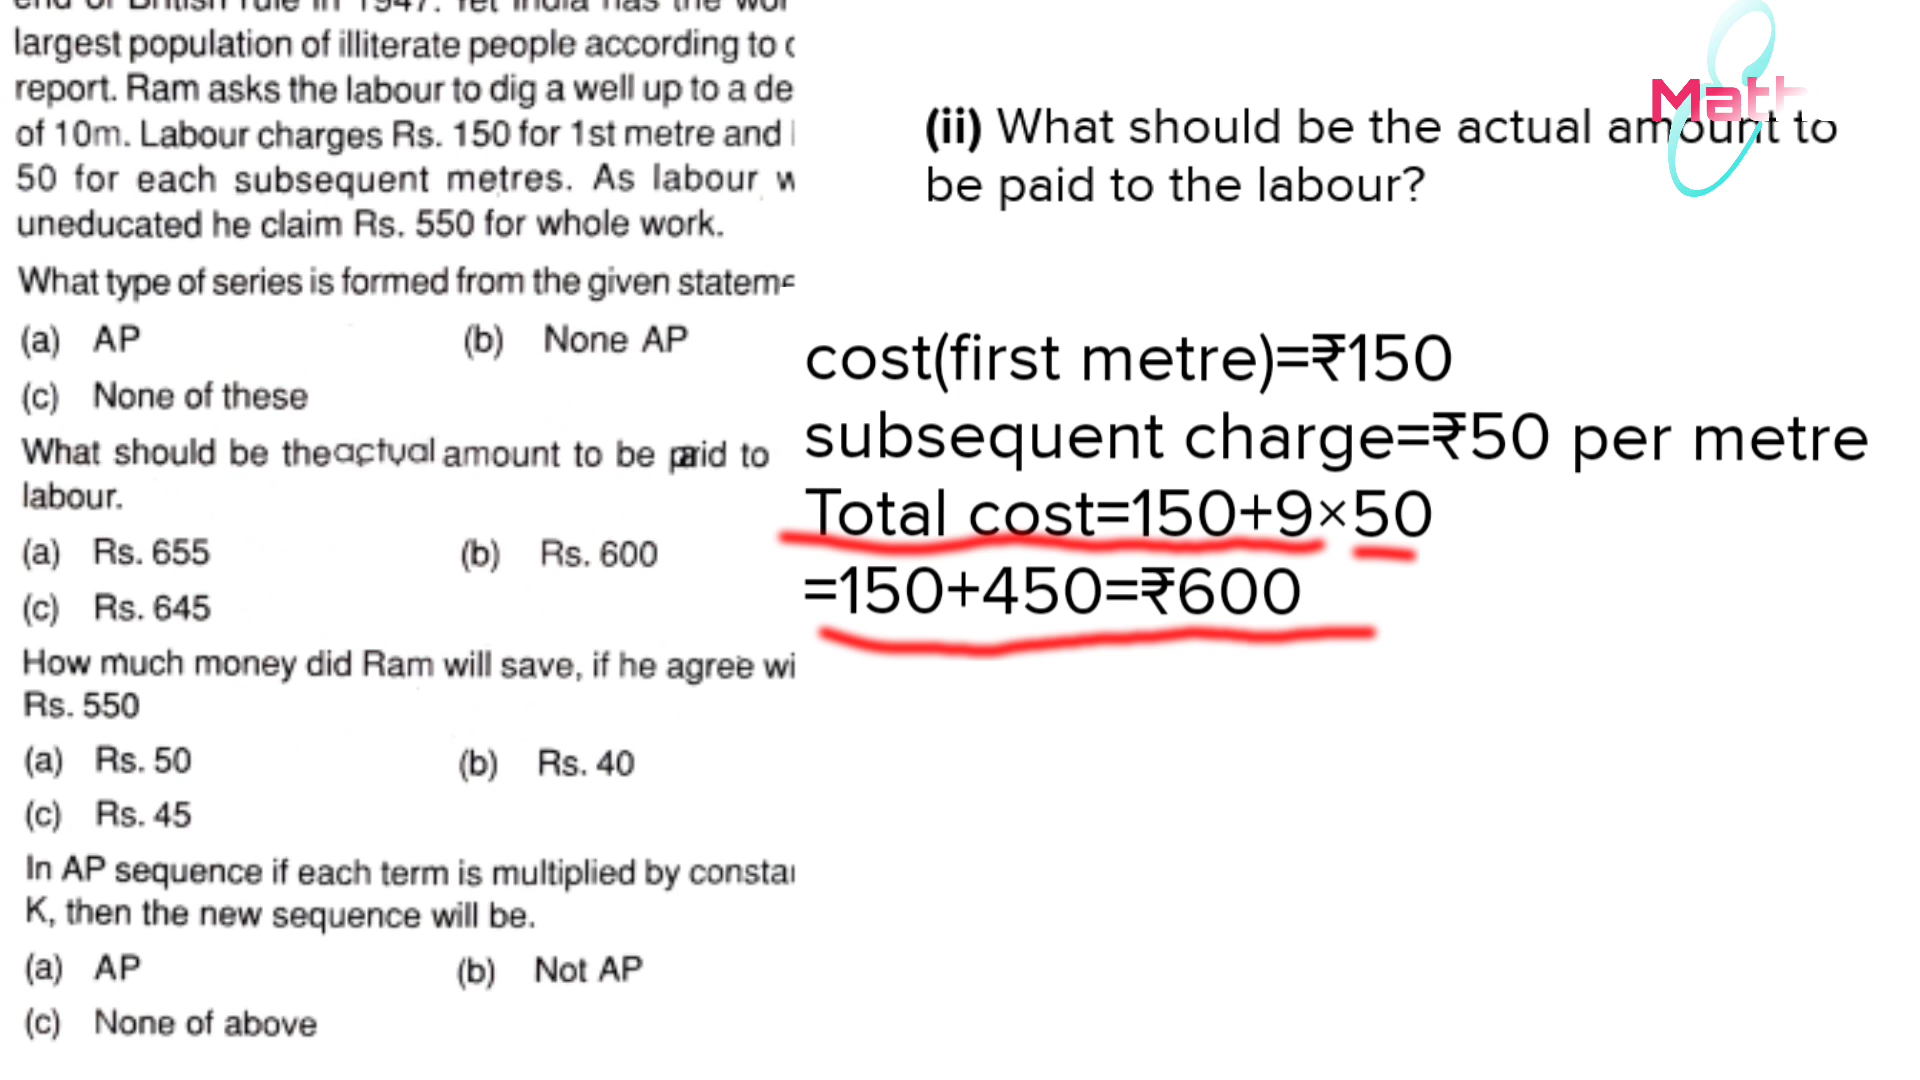 largest population of illiterate people according to
report. Ram asks the labour to dig a well up to a
of 10m. Labour charges Rs. 150 for 1st metre and
50 for each subsequent metres. As labour
uneducated he claim Rs. 550 for whole work.
What type of series is formed from the given
(a) AP (b) None AP
(c) None of these
What should be the actual amount to be paid to
labour.
(a) Rs. 655 (b) Rs. 600
(c) Rs. 645
How much money did Ram will save, if he agree
Rs. 550
(a) Rs. 50 (b) Rs. 40
(c) Rs. 45
In AP sequence if each term is multiplied by
K, then the new sequence will be.
(a) AP (b) Not AP
(c) None of above
Math
(ii) What should be the actual amount to
be paid to the labour?
cost(first metre)=₹150
subsequent charge=₹50 per metre
Total cost=150+9×50
=150+450=₹600